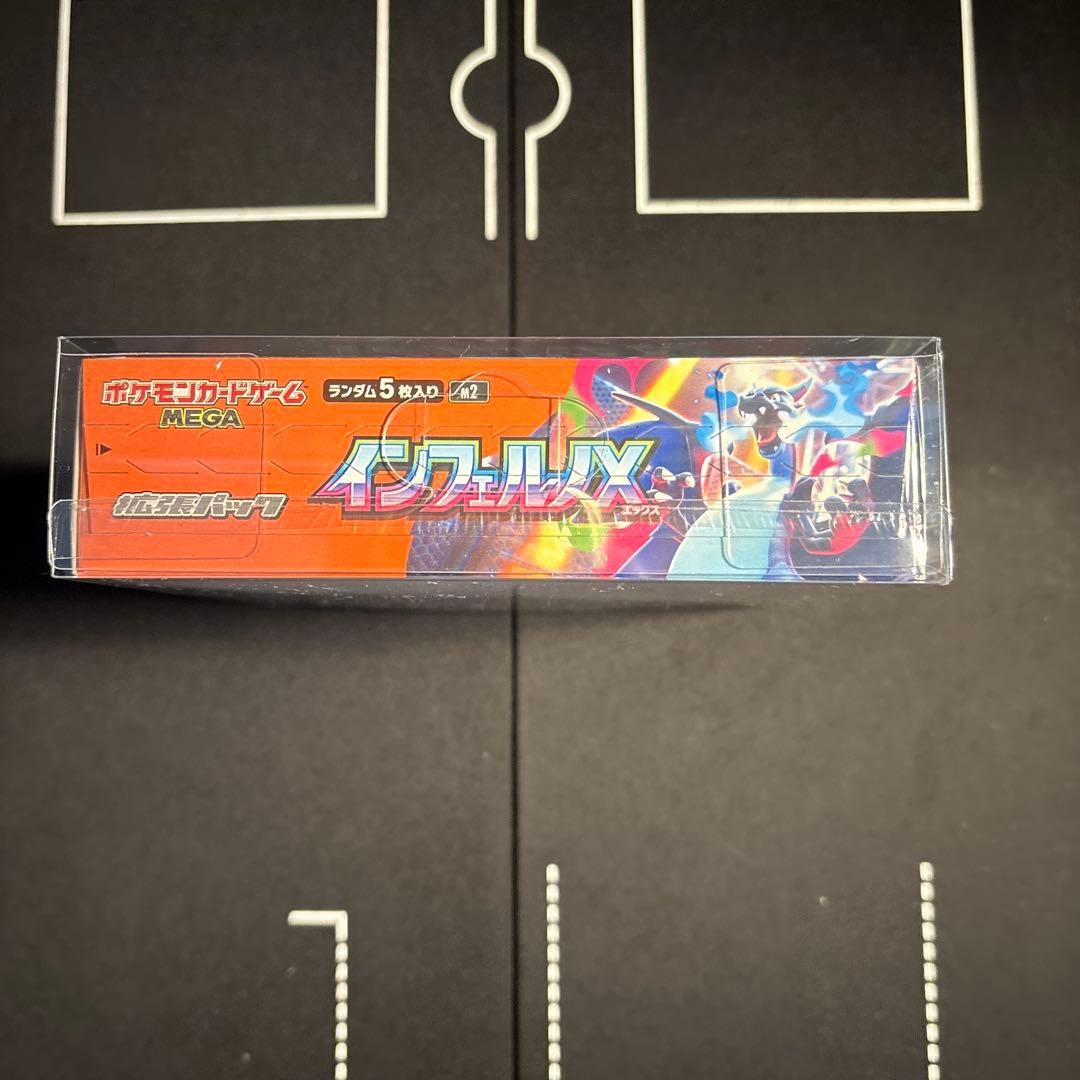 ポケモンカードゲーム
MEGA
ランダム5枚入り M2
拡張パック
インフェルノX
エックス